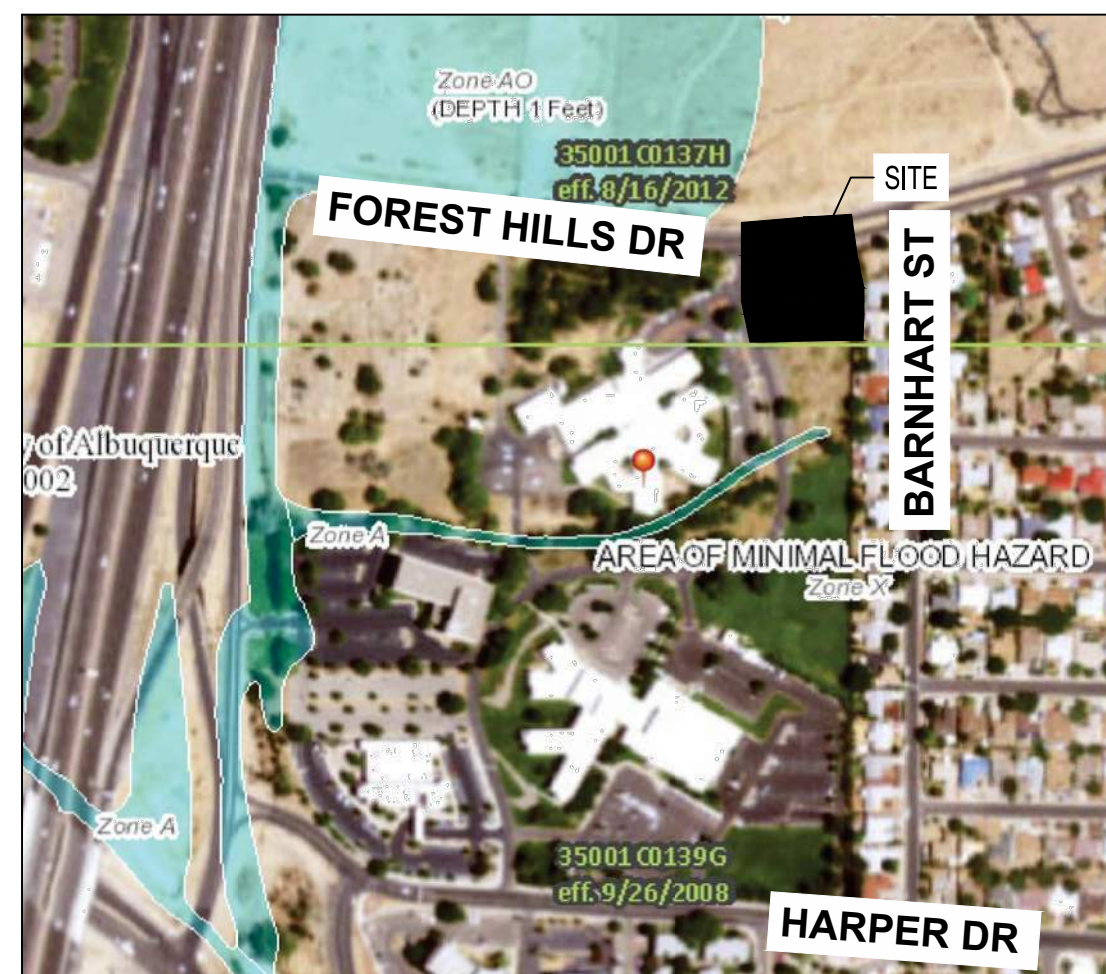 Zone AO
(DEPTH 1 Feet)
35001C0137H
eff. 8/16/2012
SITE
FOREST HILLS DR
BARNHART ST
y of Albuquerque
002
Zone A
AREA OF MINIMAL FLOOD HAZARD
Zone X
Zone A
35001C0139G
eff. 9/26/2008
HARPER DR